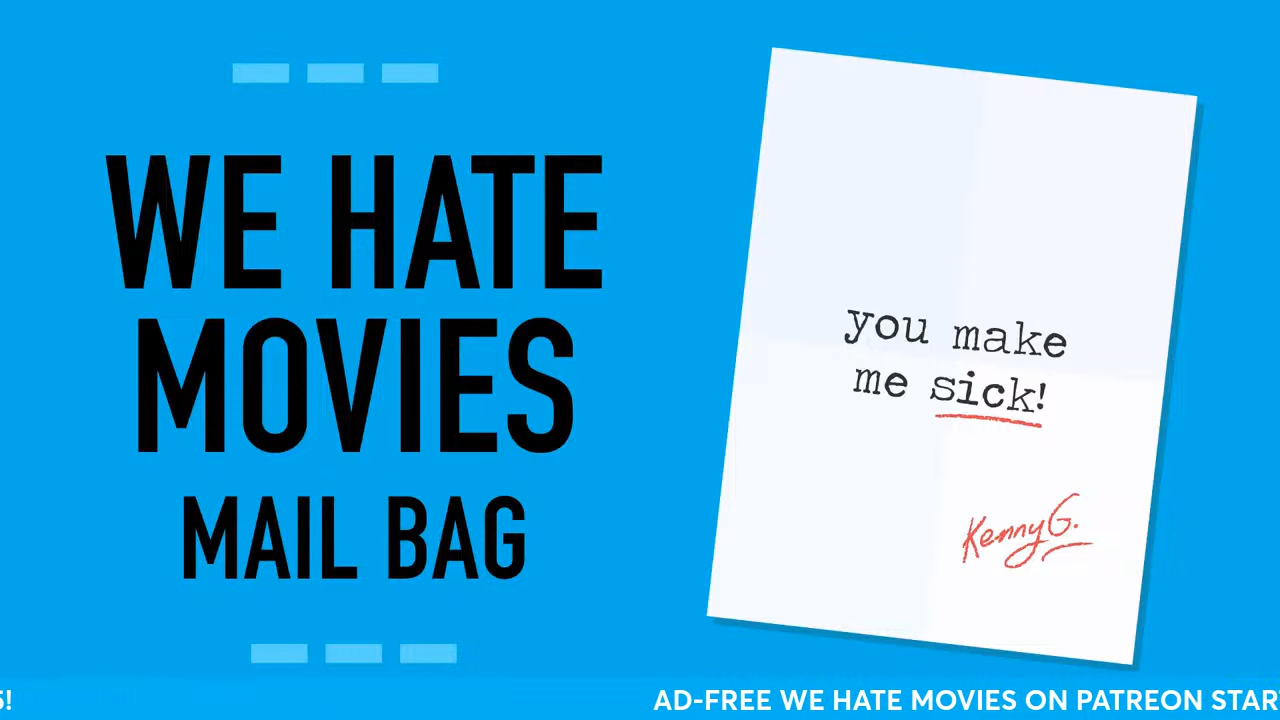 WE HATE
MOVIES
MAIL BAG
you make
me sick!
Kenny G.
AD-FREE WE HATE MOVIES ON PATREON